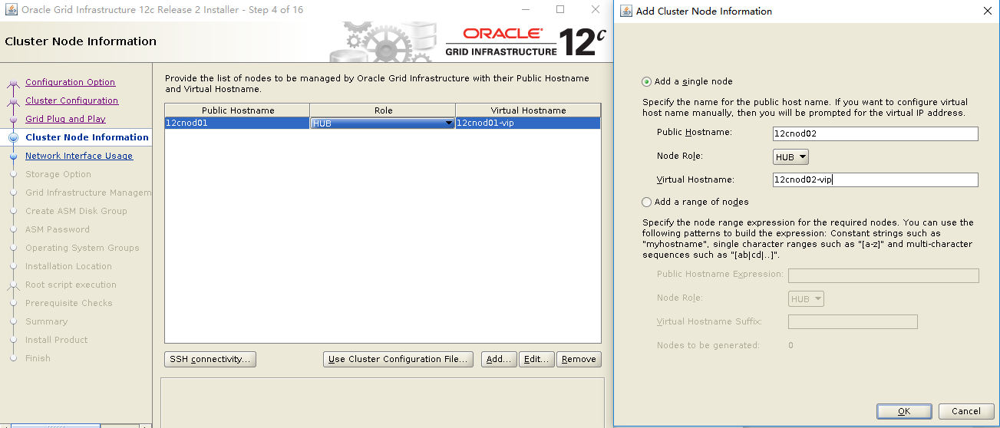 Oracle Grid Infrastructure 12c Release 2 Installer - Step 4 of 16
Cluster Node Information
ORACLE
GRID INFRASTRUCTURE 12c
Configuration Option
Cluster Configuration
Grid Plug and Play
Cluster Node Information
Network Interface Usage
Storage Option
Grid Infrastructure Managem
Create ASM Disk Group
ASM Password
Operating System Groups
Installation Location
Root script execution
Prerequisite Checks
Summary
Install Product
Finish
Provide the list of nodes to be managed by Oracle Grid Infrastructure with their Public Hostname
and Virtual Hostname.
Public Hostname Role Virtual Hostname
12cnod01 HUB 12cnod01-vip
SSH connectivity... Use Cluster Configuration File... Add... Edit... Remove
Add Cluster Node Information
Add a single node
Specify the name for the public host name. If you want to configure virtual
host name manually, then you will be prompted for the virtual IP address.
Public Hostname: 12cnod02
Node Role: HUB
Virtual Hostname: 12cnod02-vip
Add a range of nodes
Specify the node range expression for the required nodes. You can use the
following patterns to build the expression: Constant strings such as
"myhostname", single character ranges such as "[a-z]" and multi-character
sequences such as "[ab|cd|..]".
Public Hostname Expression:
Node Role: HUB
Virtual Hostname Suffix:
Nodes to be generated: 0
OK Cancel